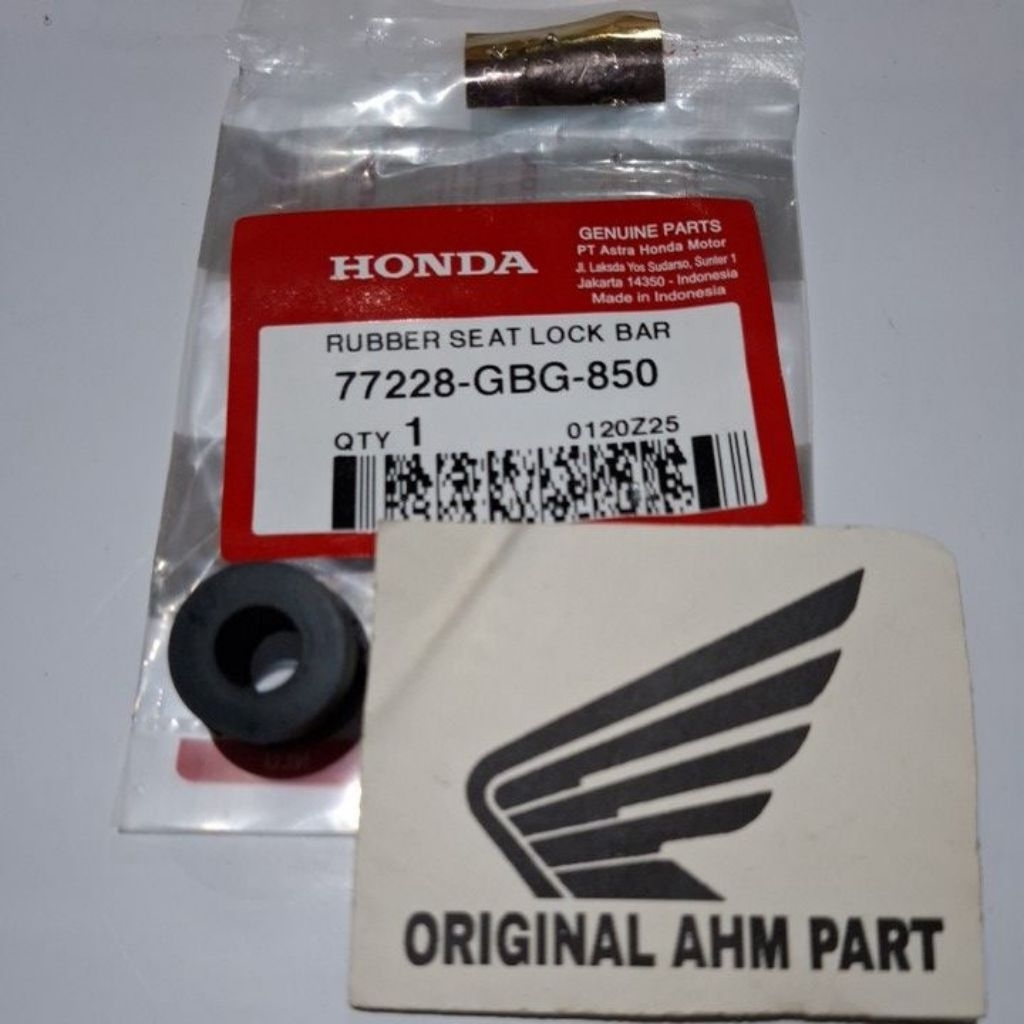 HONDA
GENUINE PARTS
PT Astra Honda Motor
Jl. Laksda Yos Sudarso, Sunter 1
Jakarta 14350 - Indonesia
Made in Indonesia
RUBBER SEAT LOCK BAR
77228-GBG-850
QTY 1 0120Z25
ORIGINAL AHM PART